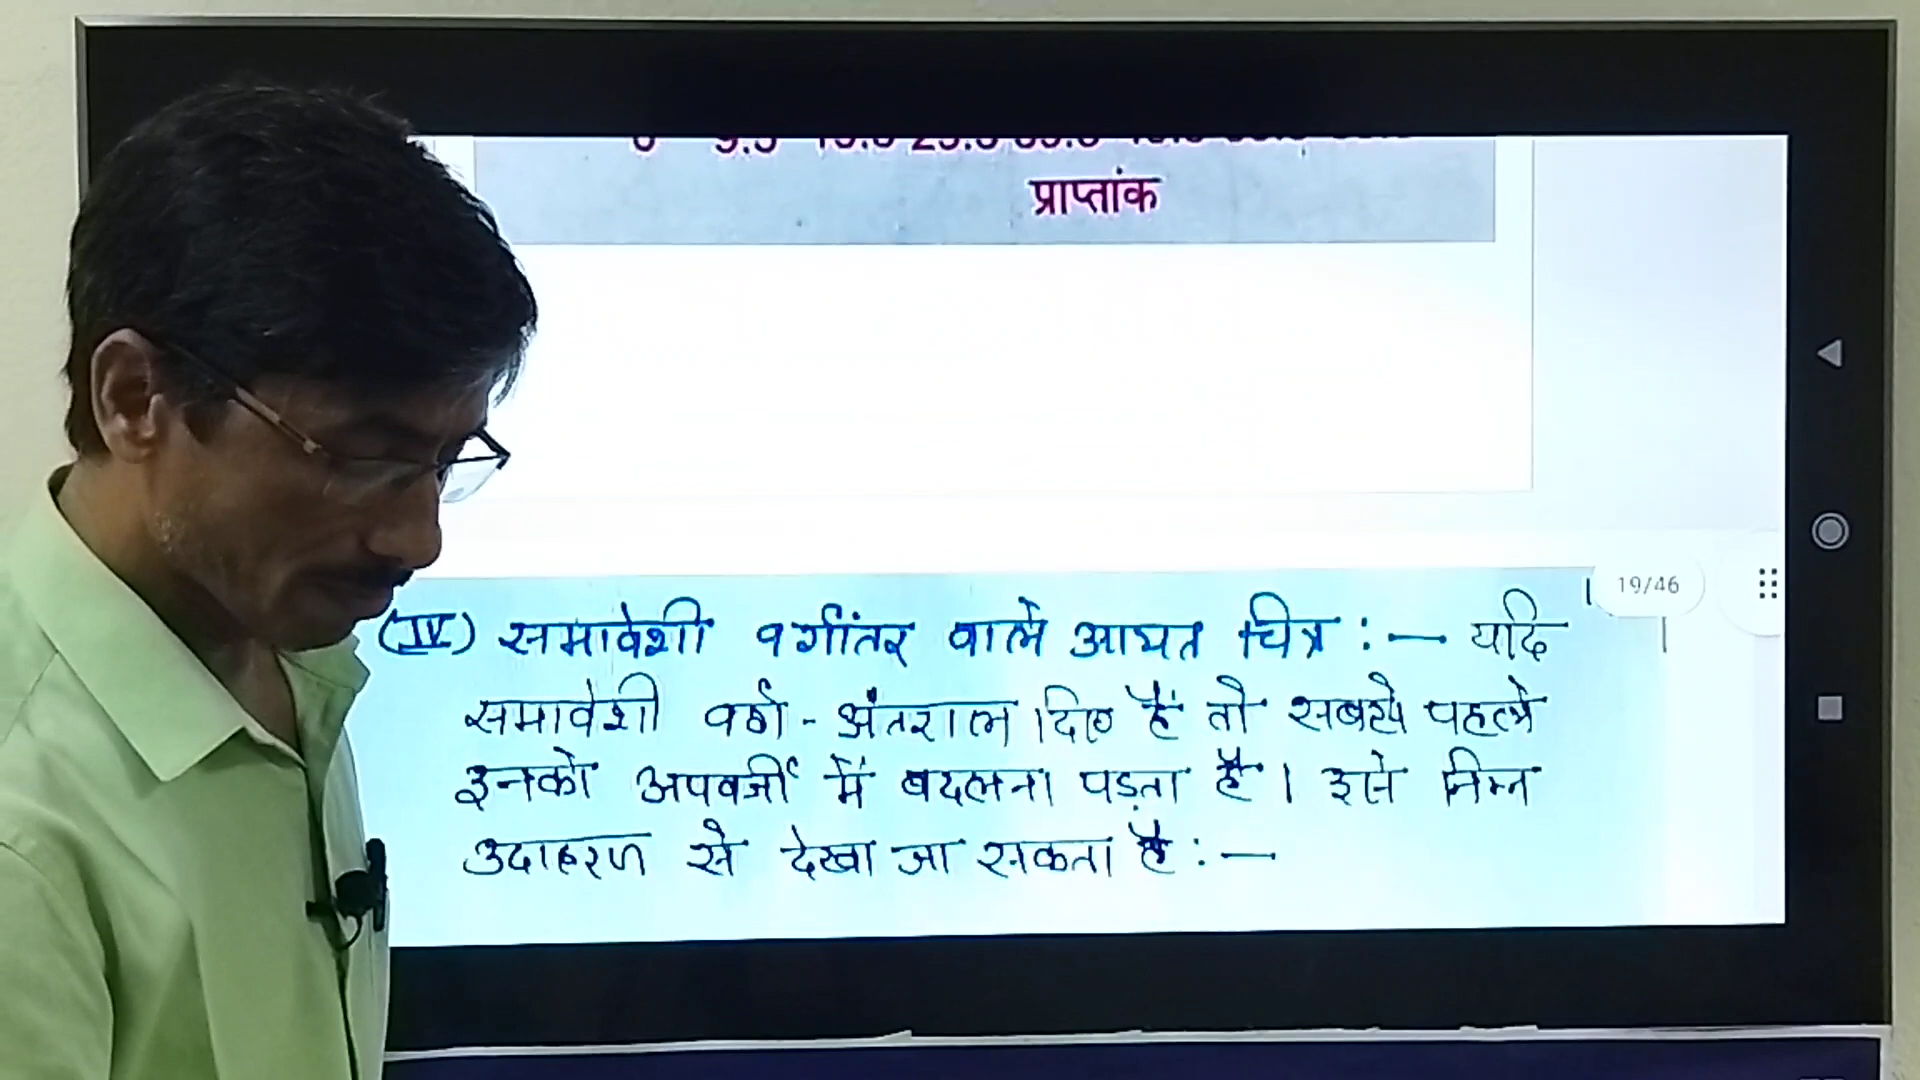 प्राप्तांक
19/46
(IV) समावेशी वर्गांतर वाले आयत चित्र :— यदि
समावेशी वर्ग - अंतराल दिए हैं तो सबसे पहले
इनको अपवर्जी में बदलना पड़ता है। इसे निम्न
उदाहरण से देखा जा सकता है :—